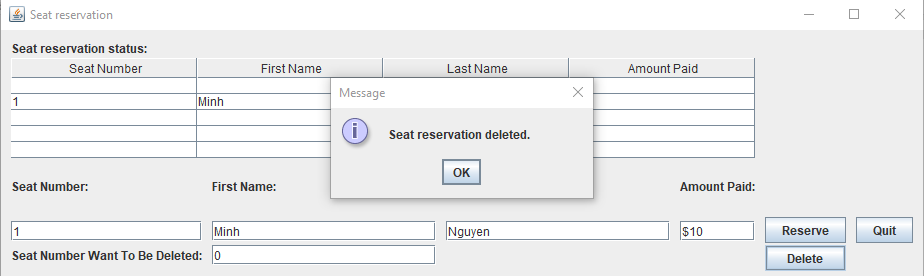 Seat reservation
Seat reservation status:
Seat Number First Name Last Name Amount Paid
Message
1 Minh
Seat reservation deleted.
OK
Seat Number: First Name: Amount Paid:
1 Minh Nguyen $10 Reserve Quit
Seat Number Want To Be Deleted: 0 Delete